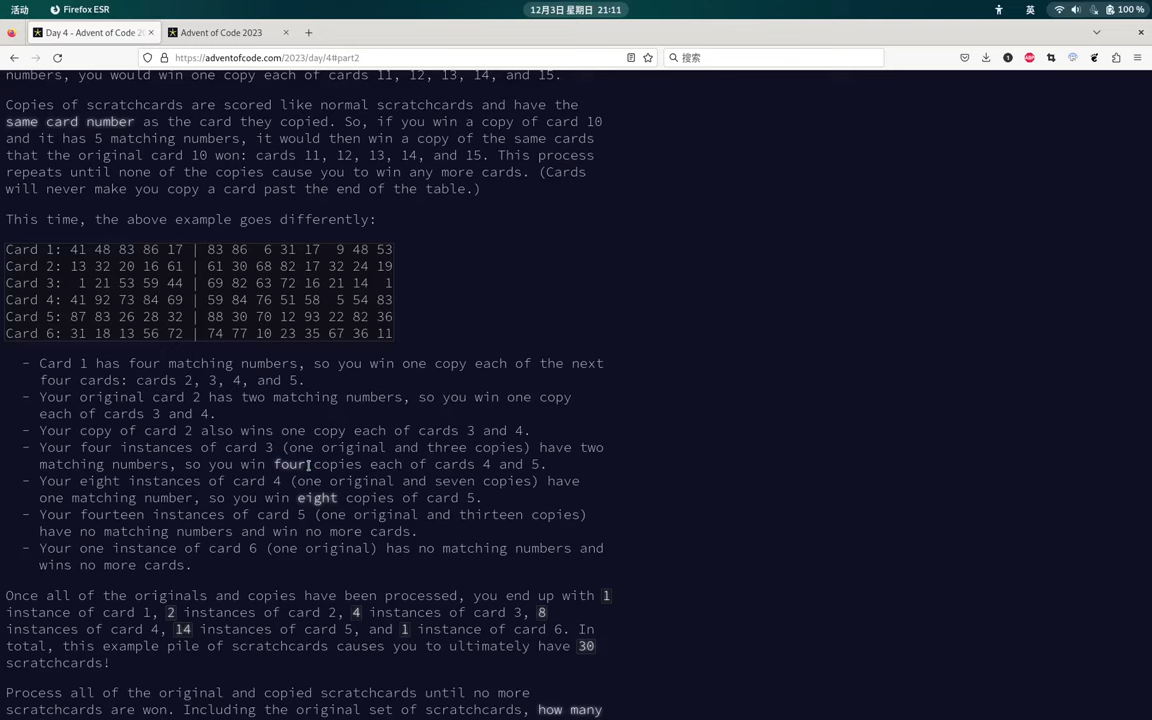 活动 Firefox ESR 12月3日 星期日 21:11 英 100 %
Day 4 - Advent of Code 20 × Advent of Code 2023 ×
https://adventofcode.com/2023/day/4#part2 搜索
numbers, you would win one copy each of cards 11, 12, 13, 14, and 15.
Copies of scratchcards are scored like normal scratchcards and have the
same card number as the card they copied. So, if you win a copy of card 10
and it has 5 matching numbers, it would then win a copy of the same cards
that the original card 10 won: cards 11, 12, 13, 14, and 15. This process
repeats until none of the copies cause you to win any more cards. (Cards
will never make you copy a card past the end of the table.)
This time, the above example goes differently:
Card 1: 41 48 83 86 17 | 83 86  6 31 17  9 48 53
Card 2: 13 32 20 16 61 | 61 30 68 82 17 32 24 19
Card 3:  1 21 53 59 44 | 69 82 63 72 16 21 14  1
Card 4: 41 92 73 84 69 | 59 84 76 51 58  5 54 83
Card 5: 87 83 26 28 32 | 88 30 70 12 93 22 82 36
Card 6: 31 18 13 56 72 | 74 77 10 23 35 67 36 11
- Card 1 has four matching numbers, so you win one copy each of the next
four cards: cards 2, 3, 4, and 5.
- Your original card 2 has two matching numbers, so you win one copy
each of cards 3 and 4.
- Your copy of card 2 also wins one copy each of cards 3 and 4.
- Your four instances of card 3 (one original and three copies) have two
matching numbers, so you win four copies each of cards 4 and 5.
- Your eight instances of card 4 (one original and seven copies) have
one matching number, so you win eight copies of card 5.
- Your fourteen instances of card 5 (one original and thirteen copies)
have no matching numbers and win no more cards.
- Your one instance of card 6 (one original) has no matching numbers and
wins no more cards.
Once all of the originals and copies have been processed, you end up with 1
instance of card 1, 2 instances of card 2, 4 instances of card 3, 8
instances of card 4, 14 instances of card 5, and 1 instance of card 6. In
total, this example pile of scratchcards causes you to ultimately have 30
scratchcards!
Process all of the original and copied scratchcards until no more
scratchcards are won. Including the original set of scratchcards, how many